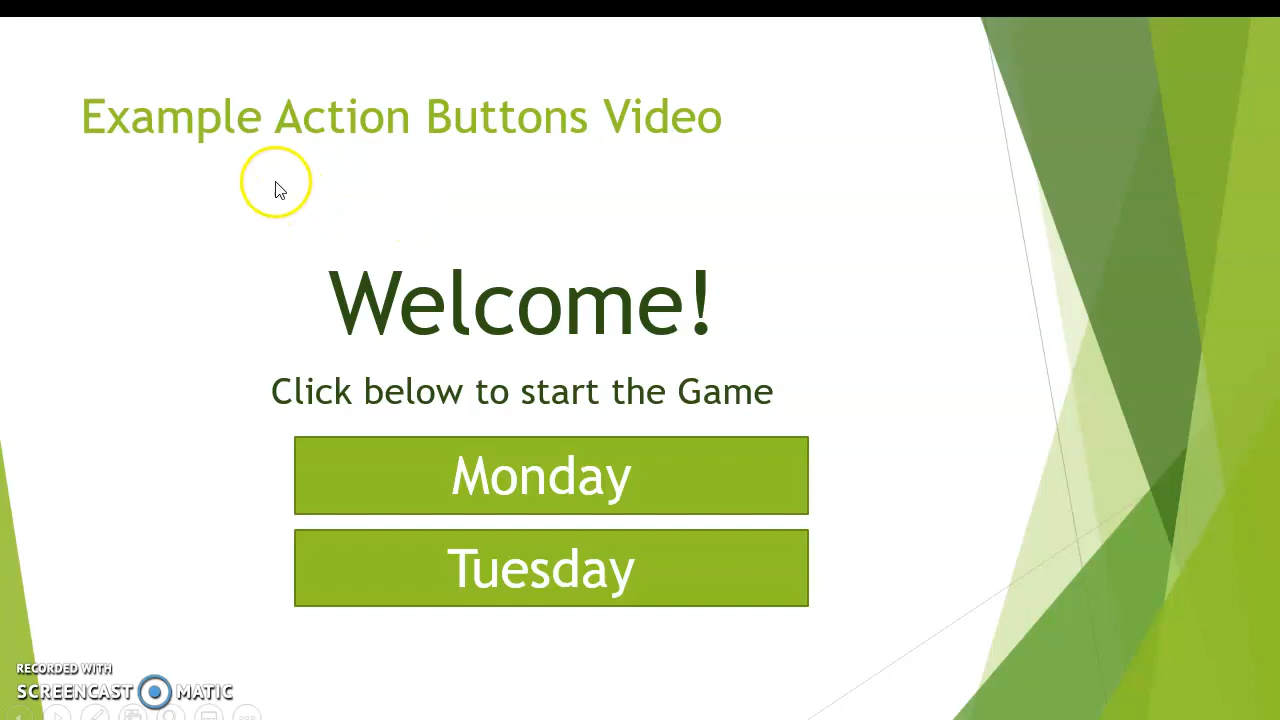 Example Action Buttons Video
Welcome!
Click below to start the Game
Monday
Tuesday
RECORDED WITH
SCREENCAST MATIC